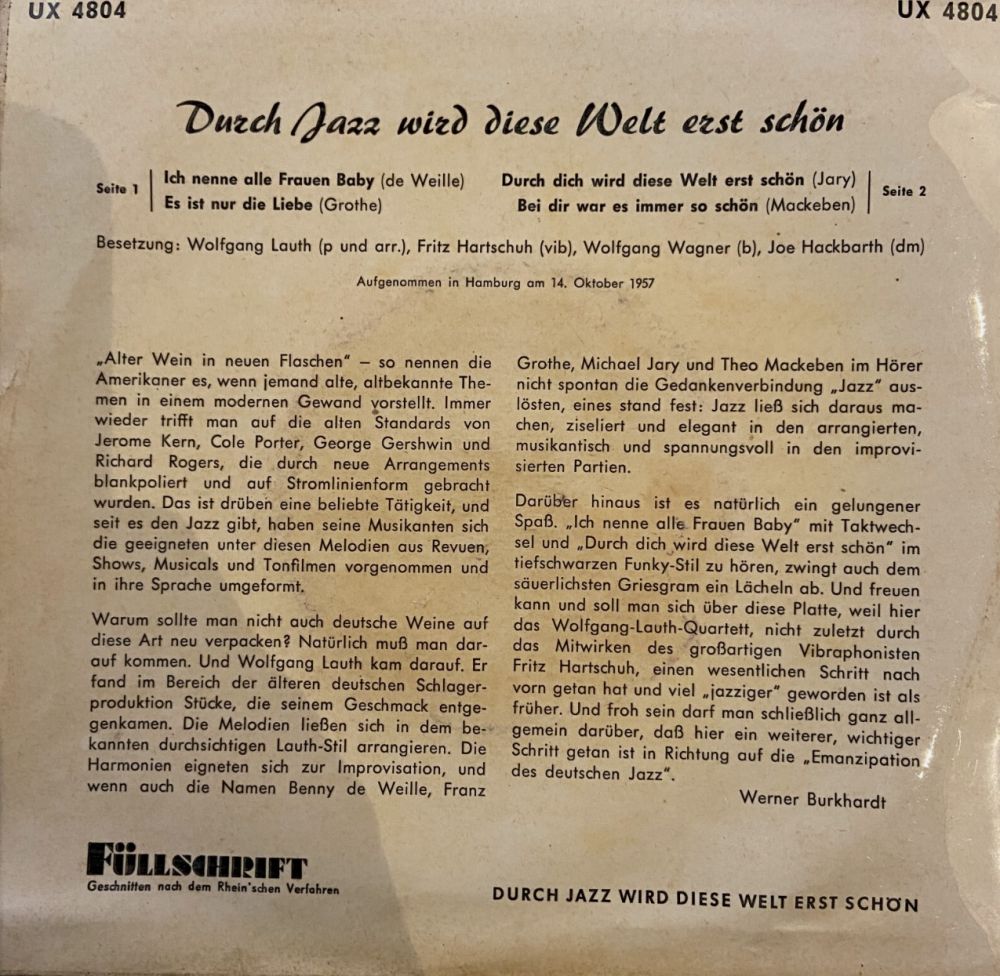 UX 4804
UX 4804
Durch Jazz wird diese Welt erst schön
Seite 1
Ich nenne alle Frauen Baby (de Weille)
Es ist nur die Liebe (Grothe)
Durch dich wird diese Welt erst schön (Jary)
Bei dir war es immer so schön (Mackeben)
Seite 2
Besetzung: Wolfgang Lauth (p und arr.), Fritz Hartschuh (vib), Wolfgang Wagner (b), Joe Hackbarth (dm)
Aufgenommen in Hamburg am 14. Oktober 1957
„Alter Wein in neuen Flaschen“ – so nennen die
Amerikaner es, wenn jemand alte, altbekannte The-
men in einem modernen Gewand vorstellt. Immer
wieder trifft man auf die alten Standards von
Jerome Kern, Cole Porter, George Gershwin und
Richard Rogers, die durch neue Arrangements
blankpoliert und auf Stromlinienform gebracht
wurden. Das ist drüben eine beliebte Tätigkeit, und
seit es den Jazz gibt, haben seine Musikanten sich
die geeigneten unter diesen Melodien aus Revuen,
Shows, Musicals und Tonfilmen vorgenommen und
in ihre Sprache umgeformt.
Warum sollte man nicht auch deutsche Weine auf
diese Art neu verpacken? Natürlich muß man dar-
auf kommen. Und Wolfgang Lauth kam darauf. Er
fand im Bereich der älteren deutschen Schlager-
produktion Stücke, die seinem Geschmack entge-
genkamen. Die Melodien ließen sich in dem be-
kannten durchsichtigen Lauth-Stil arrangieren. Die
Harmonien eigneten sich zur Improvisation, und
wenn auch die Namen Benny de Weille, Franz
Grothe, Michael Jary und Theo Mackeben im Hörer
nicht spontan die Gedankenverbindung „Jazz“ aus-
lösten, eines stand fest: Jazz ließ sich daraus ma-
chen, ziseliert und elegant in den arrangierten,
musikantisch und spannungsvoll in den improvi-
sierten Partien.
Darüber hinaus ist es natürlich ein gelungener
Spaß. „Ich nenne alle Frauen Baby“ mit Taktwech-
sel und „Durch dich wird diese Welt erst schön“ im
tiefschwarzen Funky-Stil zu hören, zwingt auch dem
säuerlichsten Griesgram ein Lächeln ab. Und freuen
kann und soll man sich über diese Platte, weil hier
das Wolfgang-Lauth-Quartett, nicht zuletzt durch
das Mitwirken des großartigen Vibraphonisten
Fritz Hartschuh, einen wesentlichen Schritt nach
vorn getan hat und viel „jazziger“ geworden ist als
früher. Und froh sein darf man schließlich ganz all-
gemein darüber, daß hier ein weiterer, wichtiger
Schritt getan ist in Richtung auf die „Emanzipation
des deutschen Jazz“.
Werner Burkhardt
FÜLLSCHRIFT
Geschnitten nach dem Rhein'schen Verfahren
DURCH JAZZ WIRD DIESE WELT ERST SCHÖN